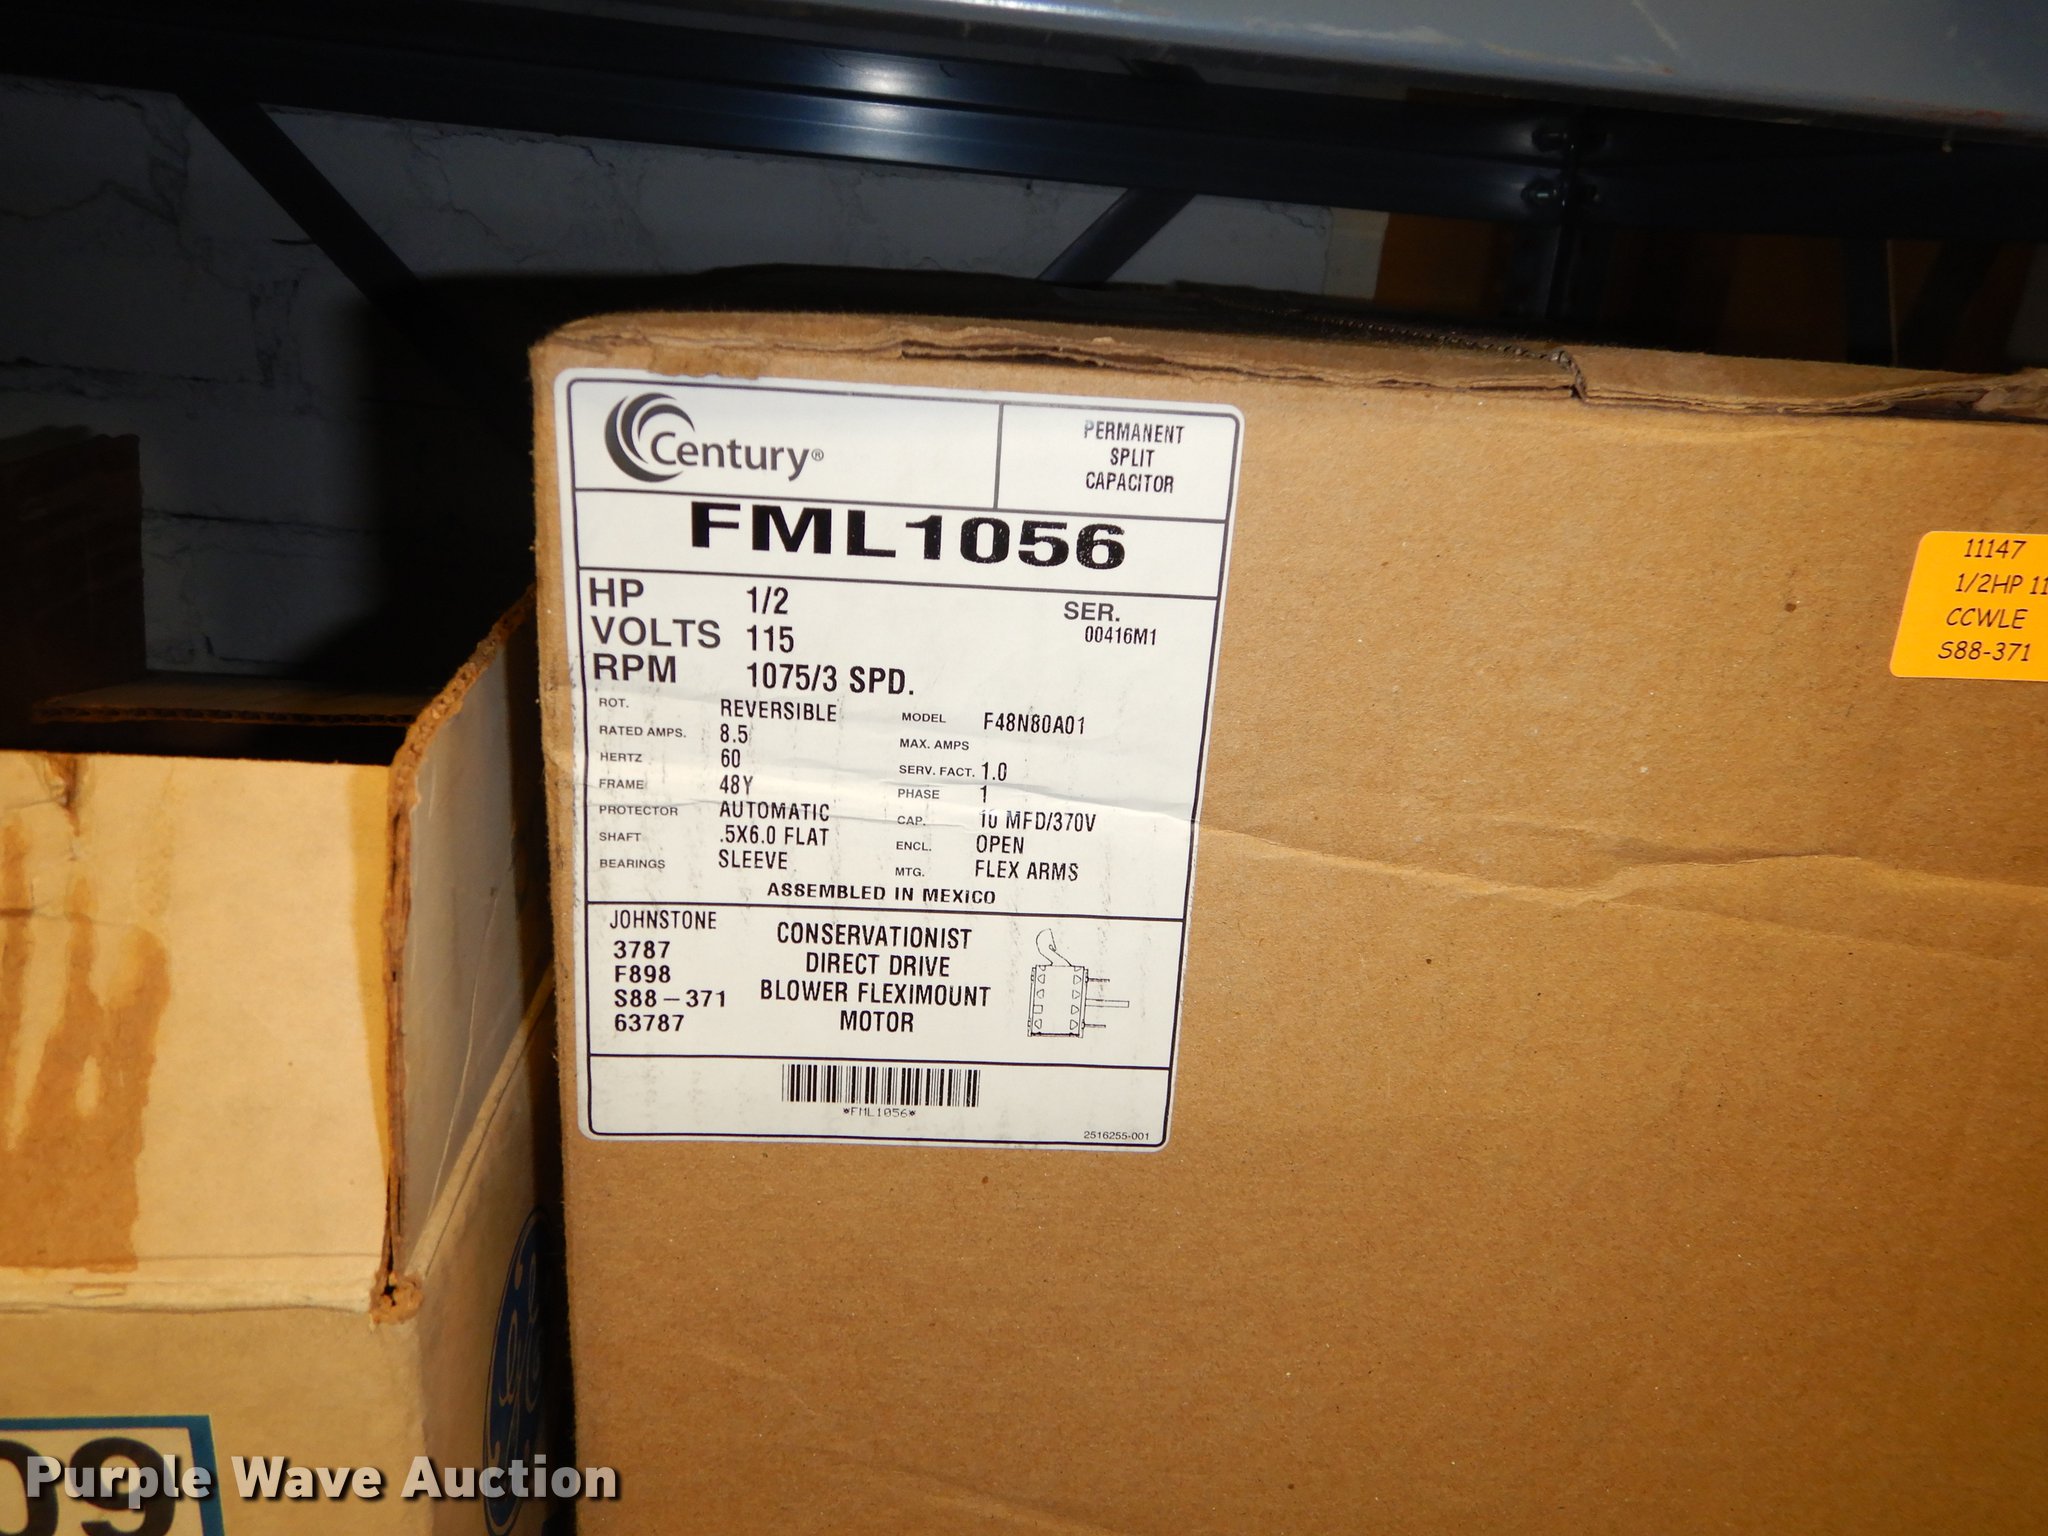 Century®
PERMANENT
SPLIT
CAPACITOR
FML1056
HP 1/2
VOLTS 115
RPM 1075/3 SPD.
SER.
00416M1
ROT. REVERSIBLE
RATED AMPS. 8.5
HERTZ 60
FRAME 48Y
PROTECTOR AUTOMATIC
SHAFT .5X6.0 FLAT
BEARINGS SLEEVE
MODEL F48N80A01
MAX. AMPS
SERV. FACT. 1.0
PHASE 1
CAP. 10 MFD/370V
ENCL. OPEN
MTG. FLEX ARMS
ASSEMBLED IN MEXICO
JOHNSTONE
3787
F898
S88-371
63787
CONSERVATIONIST
DIRECT DRIVE
BLOWER FLEXIMOUNT
MOTOR
*FML1056*
2516255-001
11147
1/2HP 11
CCWLE
S88-371
09
Purple Wave Auction